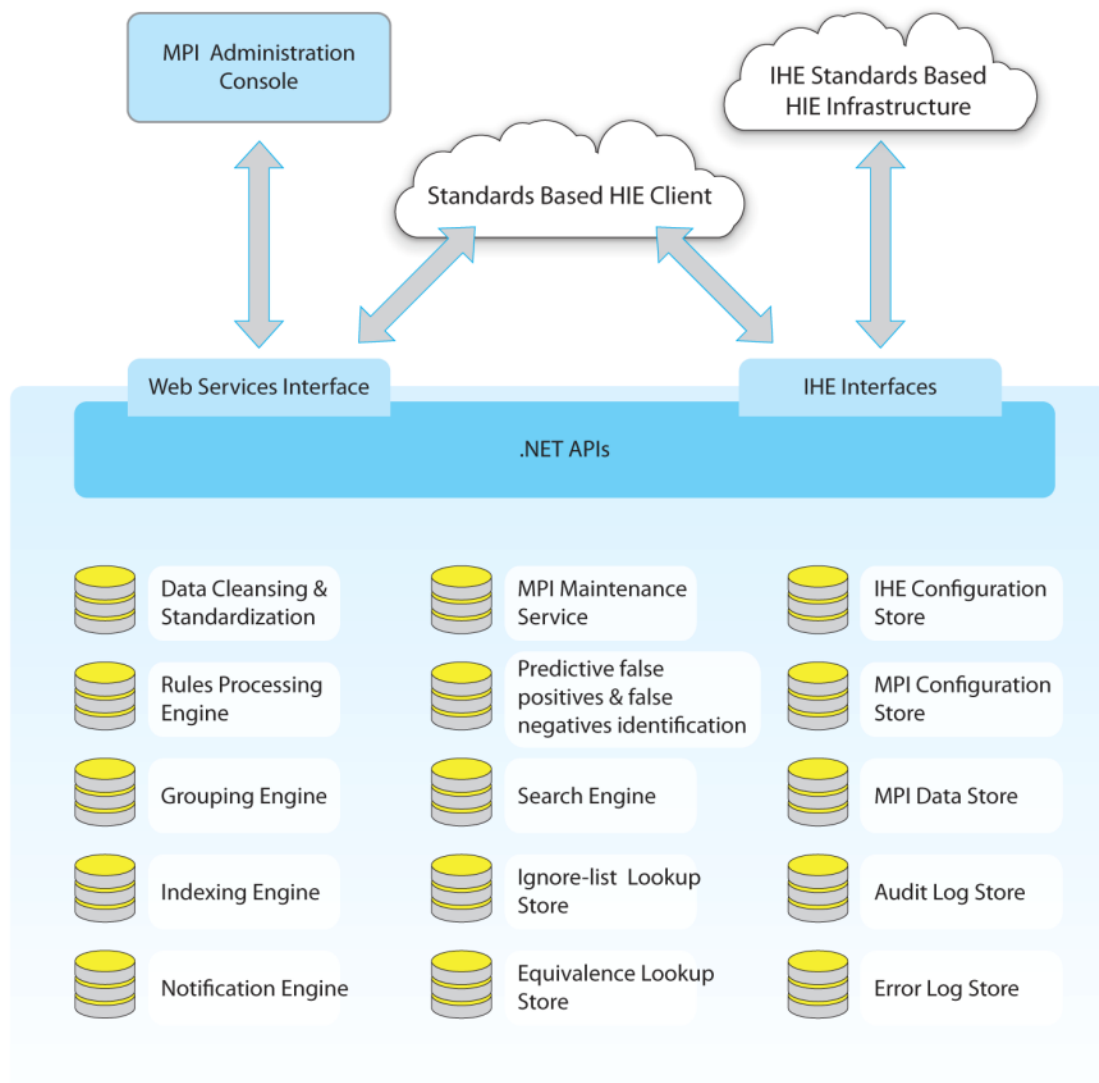 MPI Administration
Console
IHE Standards Based
HIE Infrastructure
Standards Based HIE Client
Web Services Interface
IHE Interfaces
.NET APIs
Data Cleansing &
Standardization
MPI Maintenance
Service
IHE Configuration
Store
Rules Processing
Engine
Predictive false
positives & false
negatives identification
MPI Configuration
Store
Grouping Engine
Search Engine
MPI Data Store
Indexing Engine
Ignore-list Lookup
Store
Audit Log Store
Notification Engine
Equivalence Lookup
Store
Error Log Store